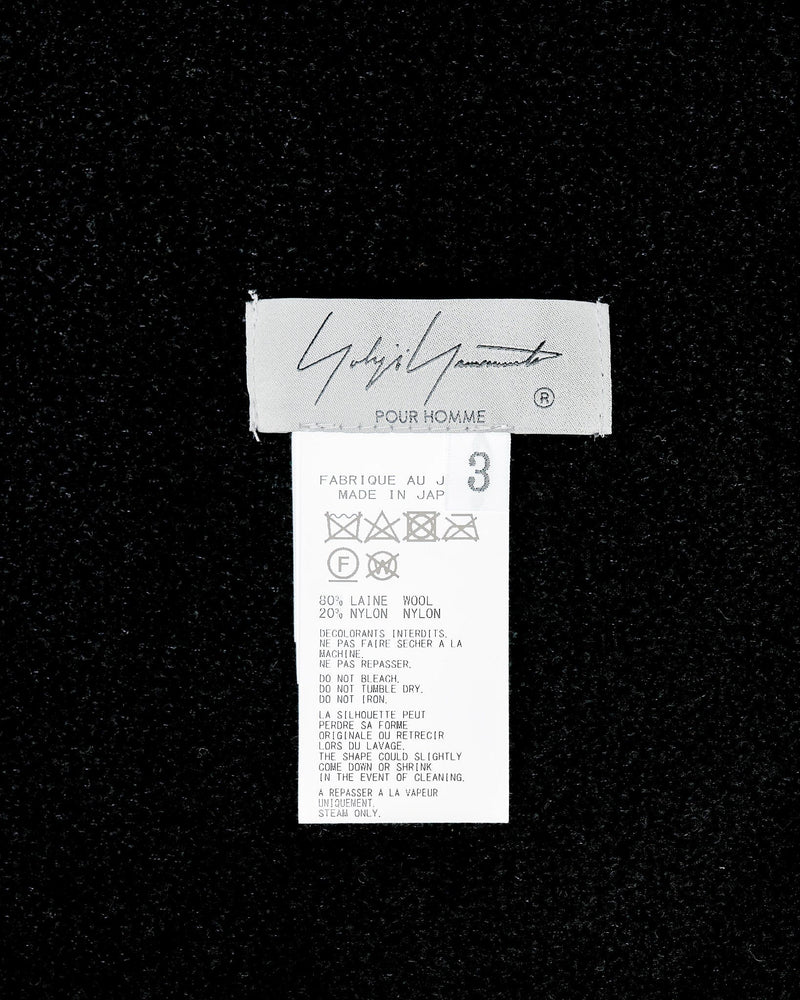 Yohji Yamamoto
®
POUR HOMME
3
FABRIQUE AU J
MADE IN JAP
F
W
80% LAINE WOOL
20% NYLON NYLON
DECOLORANTS INTERDITS.
NE PAS FAIRE SECHER A LA
MACHINE.
NE PAS REPASSER.
DO NOT BLEACH.
DO NOT TUMBLE DRY.
DO NOT IRON.
LA SILHOUETTE PEUT
PERDRE SA FORME
ORIGINALE OU RETRECIR
LORS DU LAVAGE.
THE SHAPE COULD SLIGHTLY
COME DOWN OR SHRINK
IN THE EVENT OF CLEANING.
A REPASSER A LA VAPEUR
UNIQUEMENT.
STEAM ONLY.